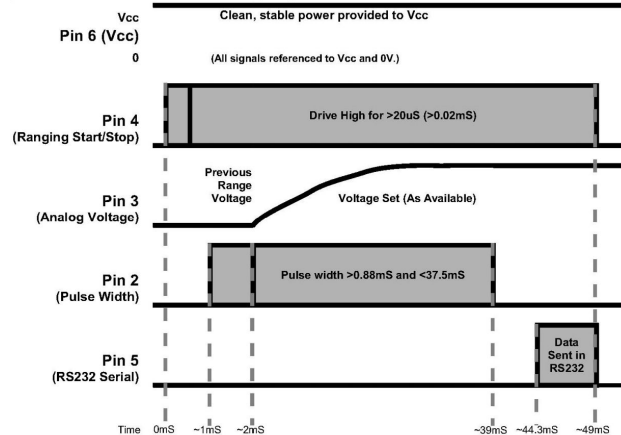 Vcc
Clean, stable power provided to Vcc
Pin 6 (Vcc)
0
(All signals referenced to Vcc and 0V.)
Pin 4
(Ranging Start/Stop)
Drive High for >20uS (>0.02mS)
Previous
Range
Voltage
Pin 3
(Analog Voltage)
Voltage Set (As Available)
Pin 2
(Pulse Width)
Pulse width >0.88mS and <37.5mS
Pin 5
(RS232 Serial)
Data
Sent in
RS232
Time 0mS ~1mS ~2mS ~39mS ~44.3mS ~49mS